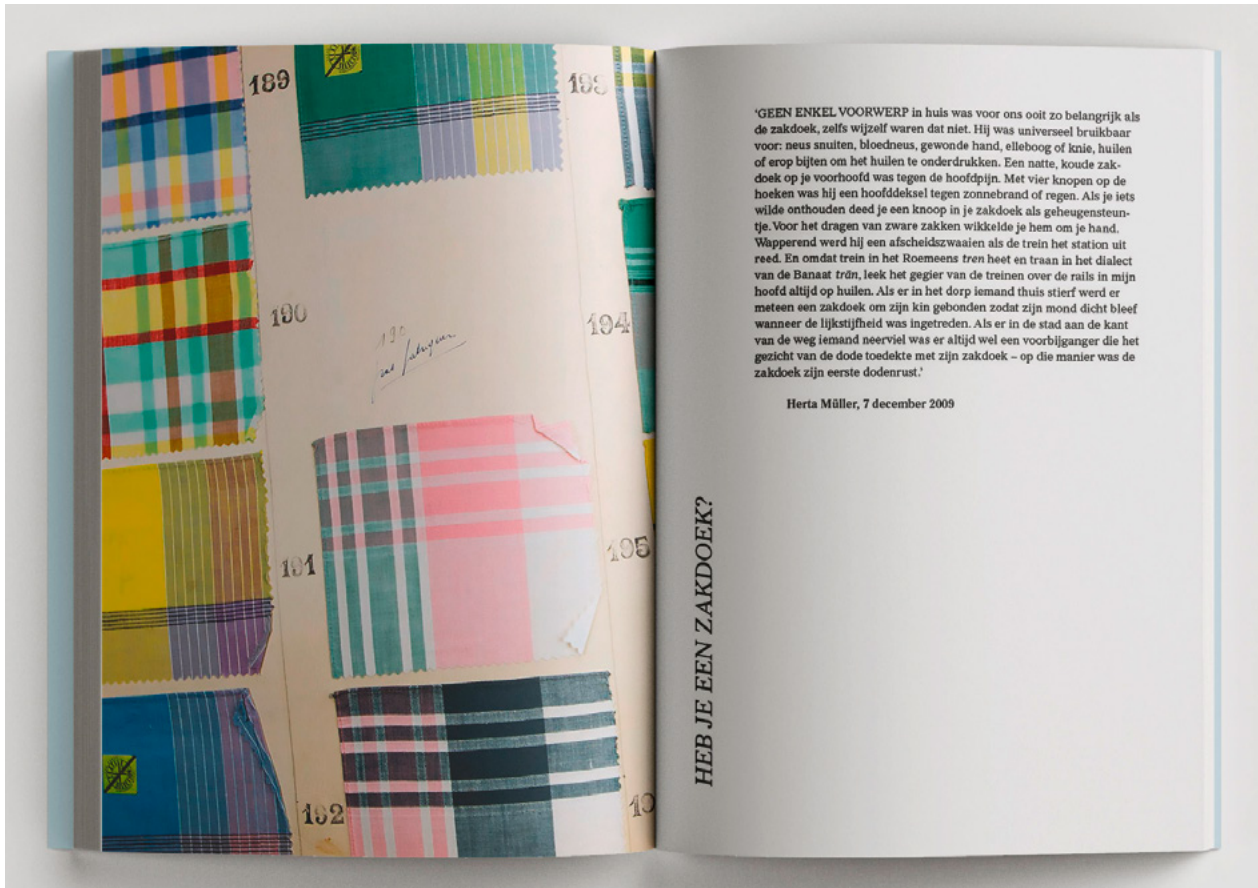 189
193
190
194
190
pas fabriquer
191
195
192
19
‘GEEN ENKEL VOORWERP in huis was voor ons ooit zo belangrijk als
de zakdoek, zelfs wijzelf waren dat niet. Hij was universeel bruikbaar
voor: neus snuiten, bloedneus, gewonde hand, elleboog of knie, huilen
of erop bijten om het huilen te onderdrukken. Een natte, koude zak-
doek op je voorhoofd was tegen de hoofdpijn. Met vier knopen op de
hoeken was hij een hoofddeksel tegen zonnebrand of regen. Als je iets
wilde onthouden deed je een knoop in je zakdoek als geheugensteun-
tje. Voor het dragen van zware zakken wikkelde je hem om je hand.
Wapperend werd hij een afscheidszwaaien als de trein het station uit
reed. En omdat trein in het Roemeens tren heet en traan in het dialect
van de Banaat trän, leek het gegier van de treinen over de rails in mijn
hoofd altijd op huilen. Als er in het dorp iemand thuis stierf werd er
meteen een zakdoek om zijn kin gebonden zodat zijn mond dicht bleef
wanneer de lijkstijfheid was ingetreden. Als er in de stad aan de kant
van de weg iemand neerviel was er altijd wel een voorbijganger die het
gezicht van de dode toedekte met zijn zakdoek – op die manier was de
zakdoek zijn eerste dodenrust.’
Herta Müller, 7 december 2009
HEB JE EEN ZAKDOEK?